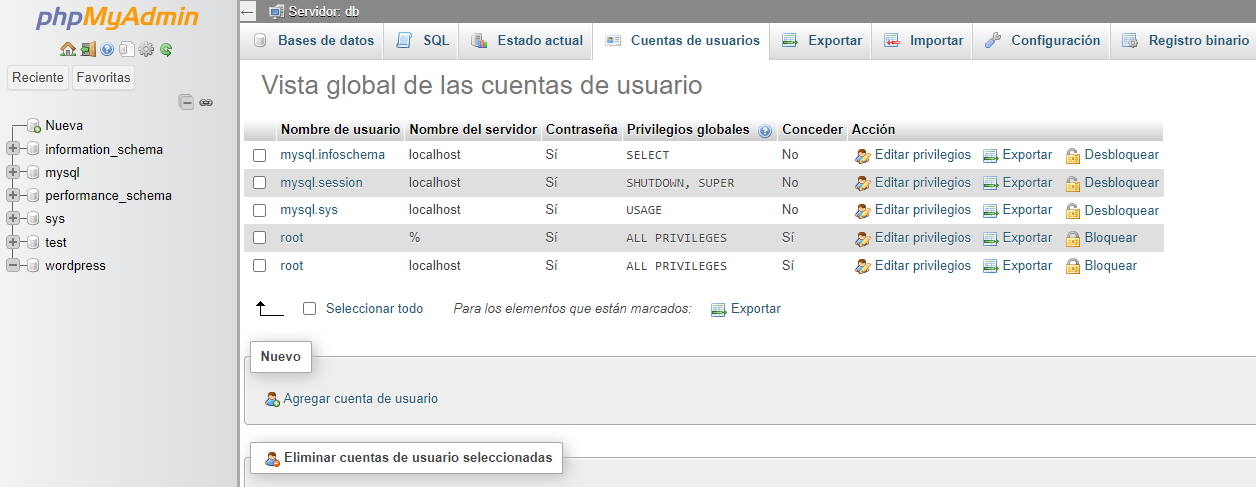 phpMyAdmin
Reciente Favoritas
Nueva
information_schema
mysql
performance_schema
sys
test
wordpress
Servidor: db
Bases de datos SQL Estado actual Cuentas de usuarios Exportar Importar Configuración Registro binario
Vista global de las cuentas de usuario
Nombre de usuario Nombre del servidor Contraseña Privilegios globales Conceder Acción
mysql.infoschema localhost Sí SELECT No Editar privilegios Exportar Desbloquear
mysql.session localhost Sí SHUTDOWN, SUPER No Editar privilegios Exportar Desbloquear
mysql.sys localhost Sí USAGE No Editar privilegios Exportar Desbloquear
root % Sí ALL PRIVILEGES Sí Editar privilegios Exportar Bloquear
root localhost Sí ALL PRIVILEGES Sí Editar privilegios Exportar Bloquear
Seleccionar todo Para los elementos que están marcados: Exportar
Nuevo
Agregar cuenta de usuario
Eliminar cuentas de usuario seleccionadas